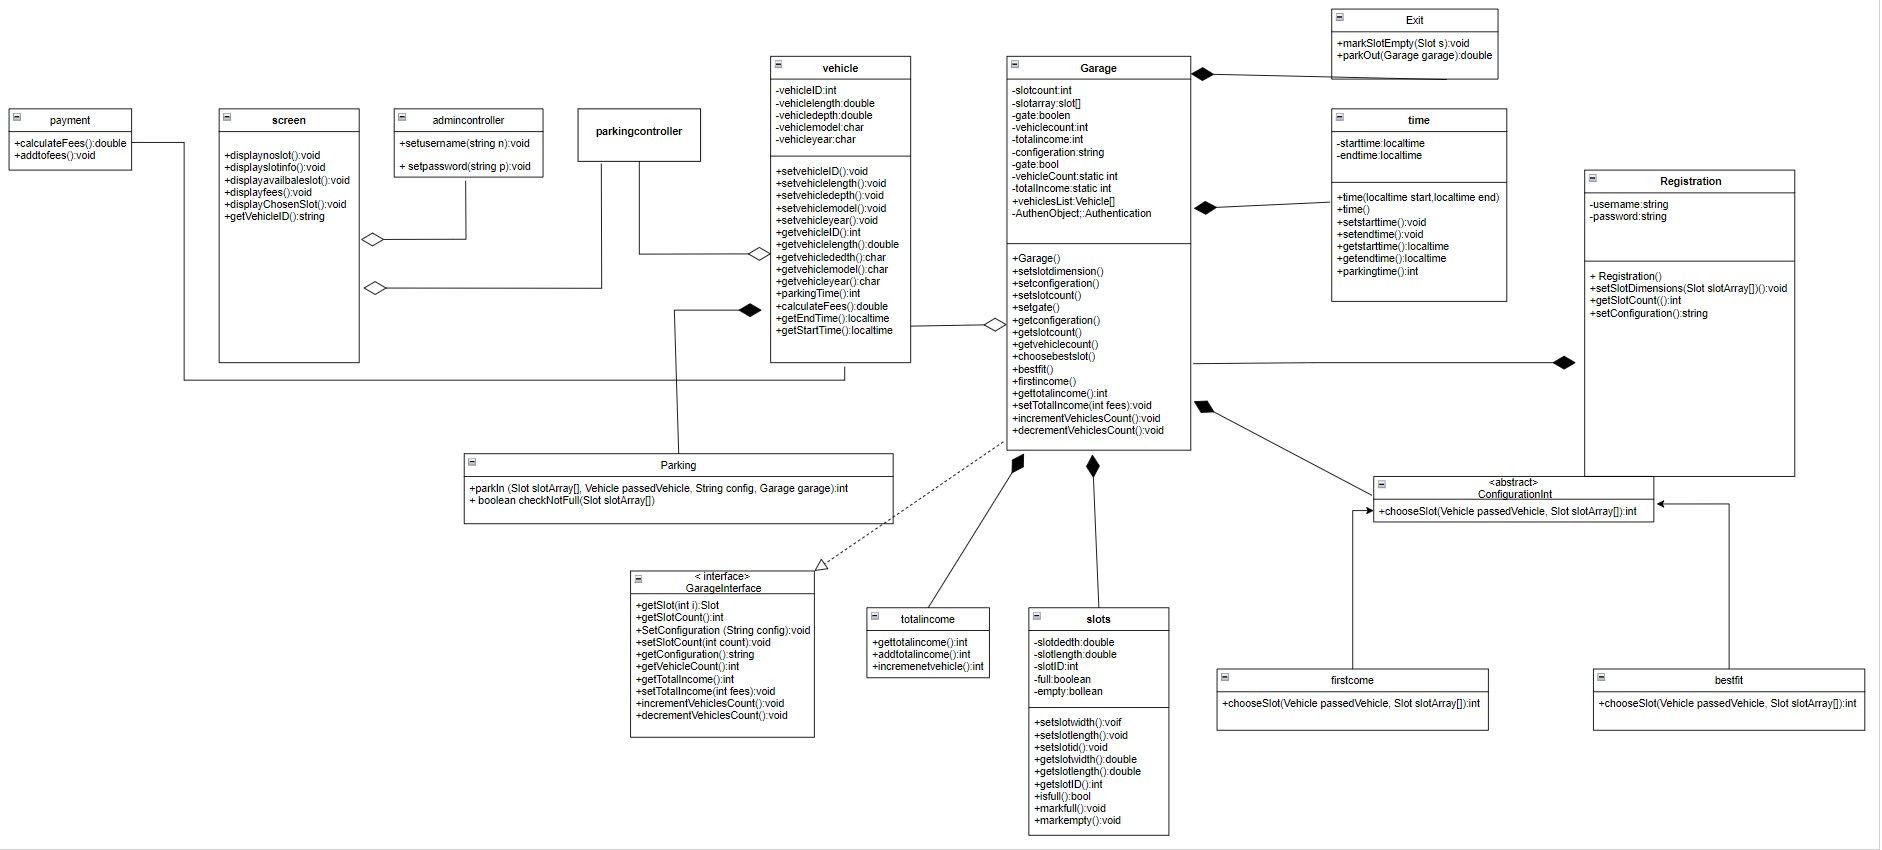 Exit
+markSlotEmpty(Slot s):void
+parkOut(Garage garage):double
vehicle
-vehicleID:int
-vehiclelength:double
-vehicledepth:double
-vehiclemodel:char
-vehicleyear:char
+setvehicleID():void
+setvehiclelength():void
+setvehicledepth():void
+setvehiclemodel():void
+setvehicleyear():void
+getvehicleID():int
+getvehiclelength():double
+getvehiclededth():char
+getvehiclemodel():char
+getvehicleyear():char
+parkingTime():int
+calculateFees():double
+getEndTime():localtime
+getStartTime():localtime
Garage
-slotcount:int
-slotarray:slot[]
-gate:boolen
-vehiclecount:int
-totalincome:int
-configeration:string
-gate:bool
-vehicleCount:static int
-totalIncome:static int
+vehiclesList:Vehicle[]
-AuthenObject;:Authentication
+Garage()
+setslotdimension()
+setconfigeration()
+setslotcount()
+setgate()
+getconfigeration()
+getslotcount()
+getvehiclecount()
+choosebestslot()
+bestfit()
+firstincome()
+gettotalincome():int
+setTotalIncome(int fees):void
+incrementVehiclesCount():void
+decrementVehiclesCount():void
payment
+calculateFees():double
+addtofees():void
screen
+displaynoslot():void
+displayslotinfo():void
+displayavailbaleslot():void
+displayfees():void
+displayChosenSlot():void
+getVehicleID():string
admincontroller
+setusername(string n):void
+ setpassword(string p):void
parkingcontroller
time
-starttime:localtime
-endtime:localtime
+time(localtime start,localtime end)
+time()
+setstarttime():void
+setendtime():void
+getstarttime():localtime
+getendtime():localtime
+parkingtime():int
Registration
-username:string
-password:string
+ Registration()
+setSlotDimensions(Slot slotArray[])():void
+getSlotCount(():int
+setConfiguration():string
Parking
+parkIn (Slot slotArray[], Vehicle passedVehicle, String config, Garage garage):int
+ boolean checkNotFull(Slot slotArray[])
<abstract>
ConfigurationInt
+chooseSlot(Vehicle passedVehicle, Slot slotArray[]):int
< interface>
GarageInterface
+getSlot(int i):Slot
+getSlotCount():int
+SetConfiguration (String config):void
+setSlotCount(int count):void
+getConfiguration():string
+getVehicleCount():int
+getTotalIncome():int
+setTotalIncome(int fees):void
+incrementVehiclesCount():void
+decrementVehiclesCount():void
totalincome
+gettotalincome():int
+addtotalincome():int
+incremenetvehicle():int
slots
-slotdedth:double
-slotlength:double
-slotID:int
-full:boolean
-empty:bollean
+setslotwidth():voif
+setslotlength():void
+setslotid():void
+getslotwidth():double
+getslotlength():double
+getslotID():int
+isfull():bool
+markfull():void
+markempty():void
firstcome
+chooseSlot(Vehicle passedVehicle, Slot slotArray[]):int
bestfit
+chooseSlot(Vehicle passedVehicle, Slot slotArray[]):int